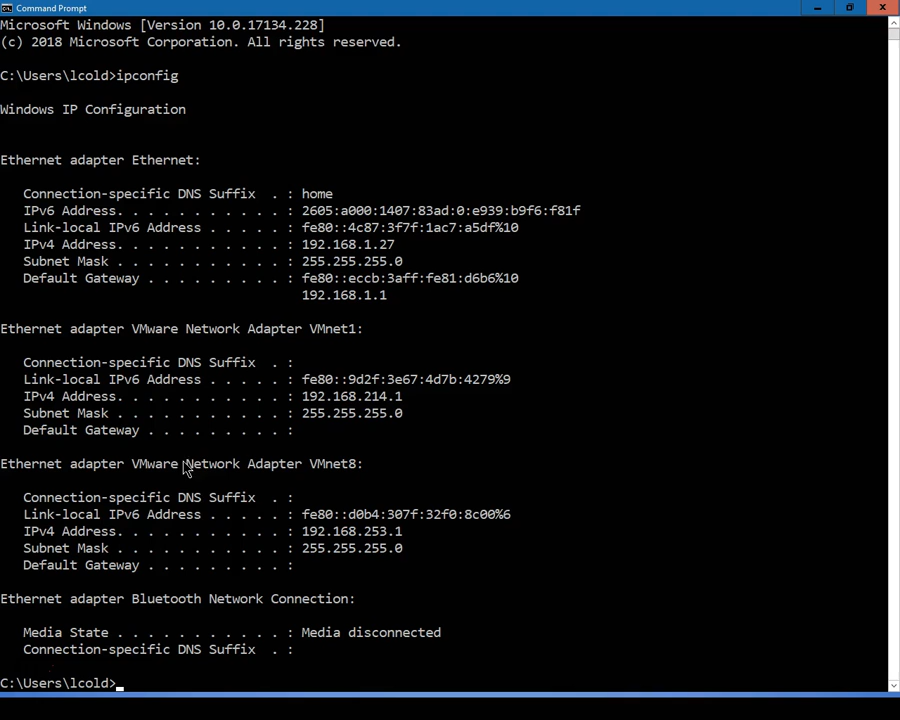 Command Prompt
Microsoft Windows [Version 10.0.17134.228]
(c) 2018 Microsoft Corporation. All rights reserved.
C:\Users\lcold>ipconfig
Windows IP Configuration
Ethernet adapter Ethernet:
Connection-specific DNS Suffix  . : home
IPv6 Address. . . . . . . . . . . : 2605:a000:1407:83ad:0:e939:b9f6:f81f
Link-local IPv6 Address . . . . . : fe80::4c87:3f7f:1ac7:a5df%10
IPv4 Address. . . . . . . . . . . : 192.168.1.27
Subnet Mask . . . . . . . . . . . : 255.255.255.0
Default Gateway . . . . . . . . . : fe80::eccb:3aff:fe81:d6b6%10
192.168.1.1
Ethernet adapter VMware Network Adapter VMnet1:
Connection-specific DNS Suffix  . :
Link-local IPv6 Address . . . . . : fe80::9d2f:3e67:4d7b:4279%9
IPv4 Address. . . . . . . . . . . : 192.168.214.1
Subnet Mask . . . . . . . . . . . : 255.255.255.0
Default Gateway . . . . . . . . . :
Ethernet adapter VMware Network Adapter VMnet8:
Connection-specific DNS Suffix  . :
Link-local IPv6 Address . . . . . : fe80::d0b4:307f:32f0:8c00%6
IPv4 Address. . . . . . . . . . . : 192.168.253.1
Subnet Mask . . . . . . . . . . . : 255.255.255.0
Default Gateway . . . . . . . . . :
Ethernet adapter Bluetooth Network Connection:
Media State . . . . . . . . . . . : Media disconnected
Connection-specific DNS Suffix  . :
C:\Users\lcold>